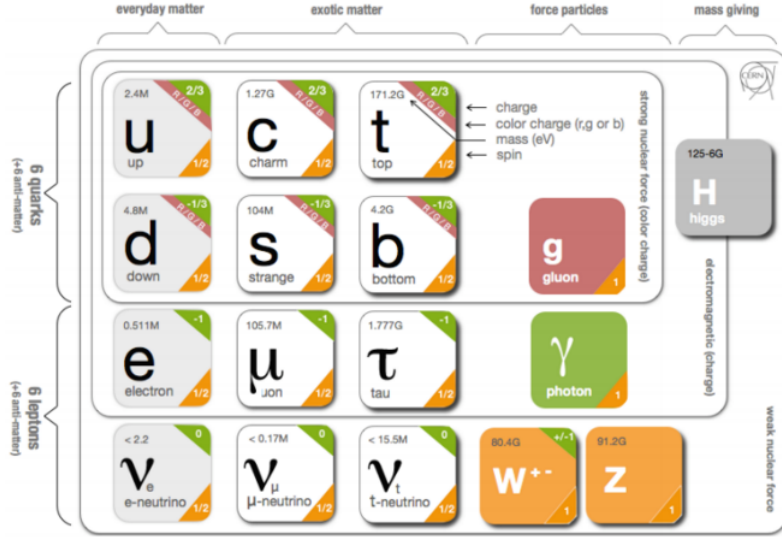 everyday matter
exotic matter
force particles
mass giving
CERN
2.4M
2/3
R/G/B
u
up
1/2
1.27G
2/3
R/G/B
c
charm
1/2
171.2G
2/3
R/G/B
t
top
1/2
charge
color charge (r,g or b)
mass (eV)
spin
6 quarks
(+6 anti-matter)
strong nuclear force (color charge)
125-6G
H
higgs
4.8M
-1/3
R/G/B
d
down
1/2
104M
-1/3
R/G/B
s
strange
1/2
4.2G
-1/3
R/G/B
b
bottom
1/2
g
gluon
1
electromagnetic (charge)
6 leptons
(+6 anti-matter)
0.511M
-1
e
electron
1/2
105.7M
-1
μ
uon
1/2
1.777G
-1
τ
tau
1/2
γ
photon
1
weak nuclear force
< 2.2
0
νe
e-neutrino
1/2
< 0.17M
0
νμ
μ-neutrino
1/2
< 15.5M
0
νt
t-neutrino
1/2
80.4G
+/-1
W+-
1
91.2G
Z
1